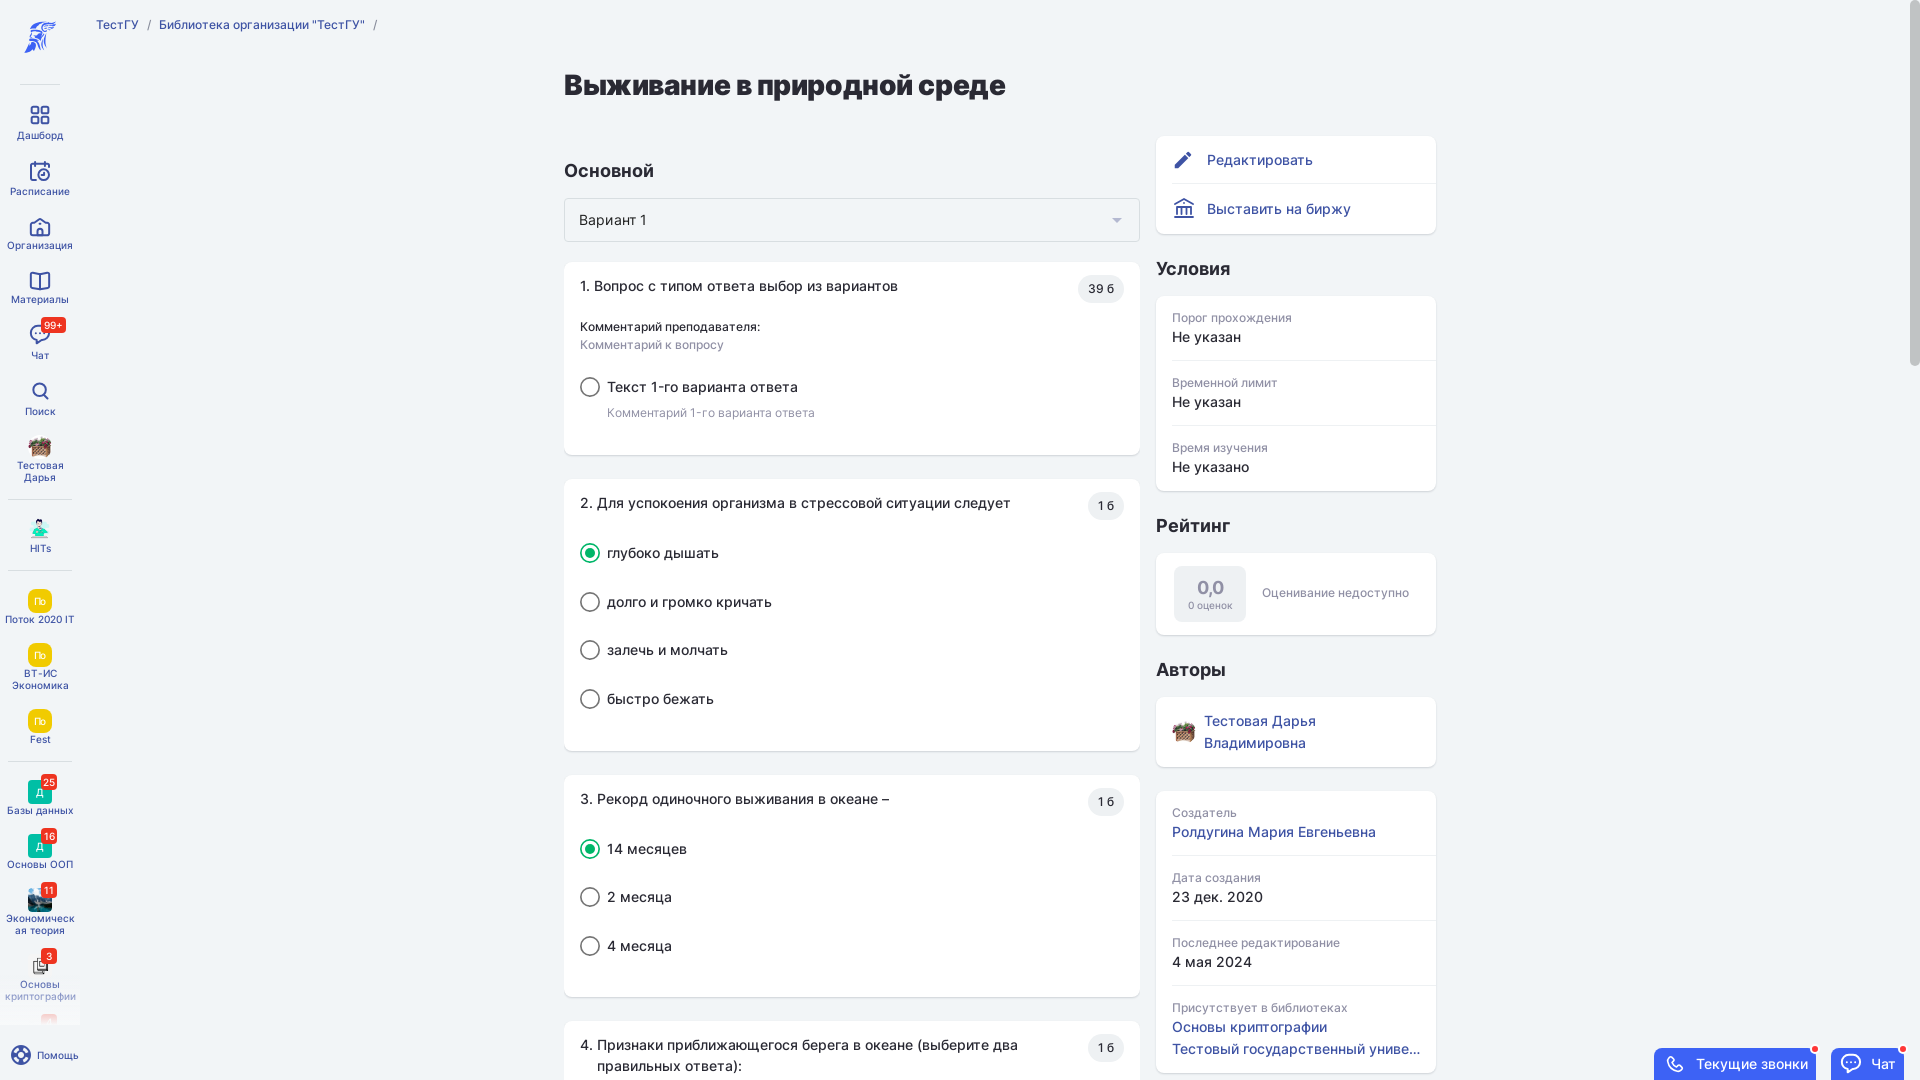 ТестГУ / Библиотека организации "ТестГУ" /
Дашборд
Расписание
Организация
Материалы
99+
Чат
Поиск
Тестовая
Дарья
HITs
По
Поток 2020 IT
По
ВТ-ИС
Экономика
По
Fest
25
Д
Базы данных
16
Д
Основы ООП
11
Экономическ
ая теория
3
Основы
криптографии
Помощь
Выживание в природной среде
Основной
Вариант 1
1. Вопрос с типом ответа выбор из вариантов
39 б
Комментарий преподавателя:
Комментарий к вопросу
Текст 1-го варианта ответа
Комментарий 1-го варианта ответа
2. Для успокоения организма в стрессовой ситуации следует
1 б
глубоко дышать
долго и громко кричать
залечь и молчать
быстро бежать
3. Рекорд одиночного выживания в океане –
1 б
14 месяцев
2 месяца
4 месяца
4. Признаки приближающегося берега в океане (выберите два
правильных ответа):
1 б
Редактировать
Выставить на биржу
Условия
Порог прохождения
Не указан
Временной лимит
Не указан
Время изучения
Не указано
Рейтинг
0,0
0 оценок
Оценивание недоступно
Авторы
Тестовая Дарья
Владимировна
Создатель
Ролдугина Мария Евгеньевна
Дата создания
23 дек. 2020
Последнее редактирование
4 мая 2024
Присутствует в библиотеках
Основы криптографии
Тестовый государственный униве...
Текущие звонки
Чат